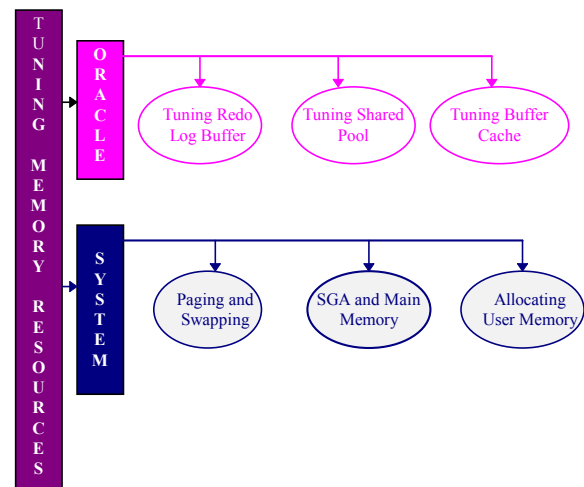 TUNING MEMORY RESOURCES
ORACLE
Tuning Redo
Log Buffer
Tuning Shared
Pool
Tuning Buffer
Cache
SYSTEM
Paging and
Swapping
SGA and Main
Memory
Allocating
User Memory